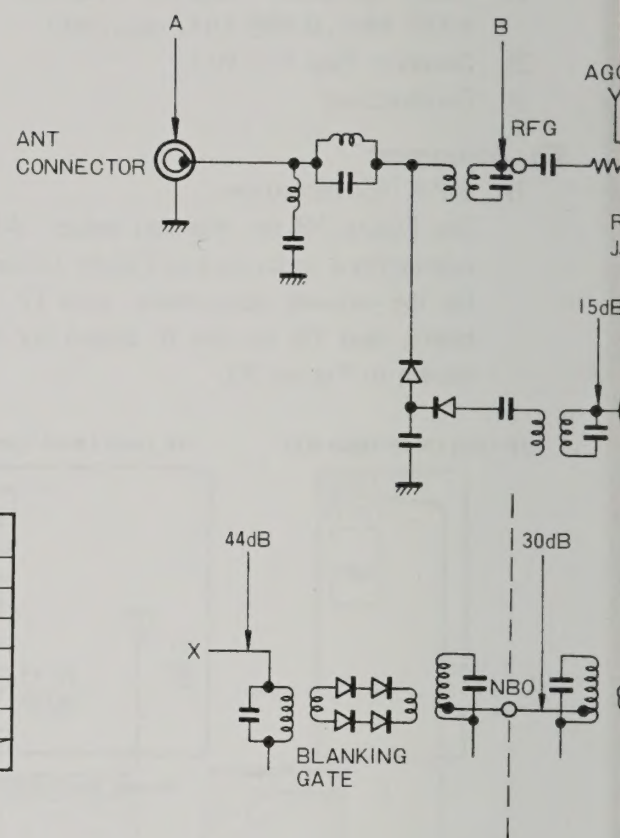 A
B
AGC
RFG
ANT
CONNECTOR
15dB
44dB
30dB
X
NBO
BLANKING
GATE